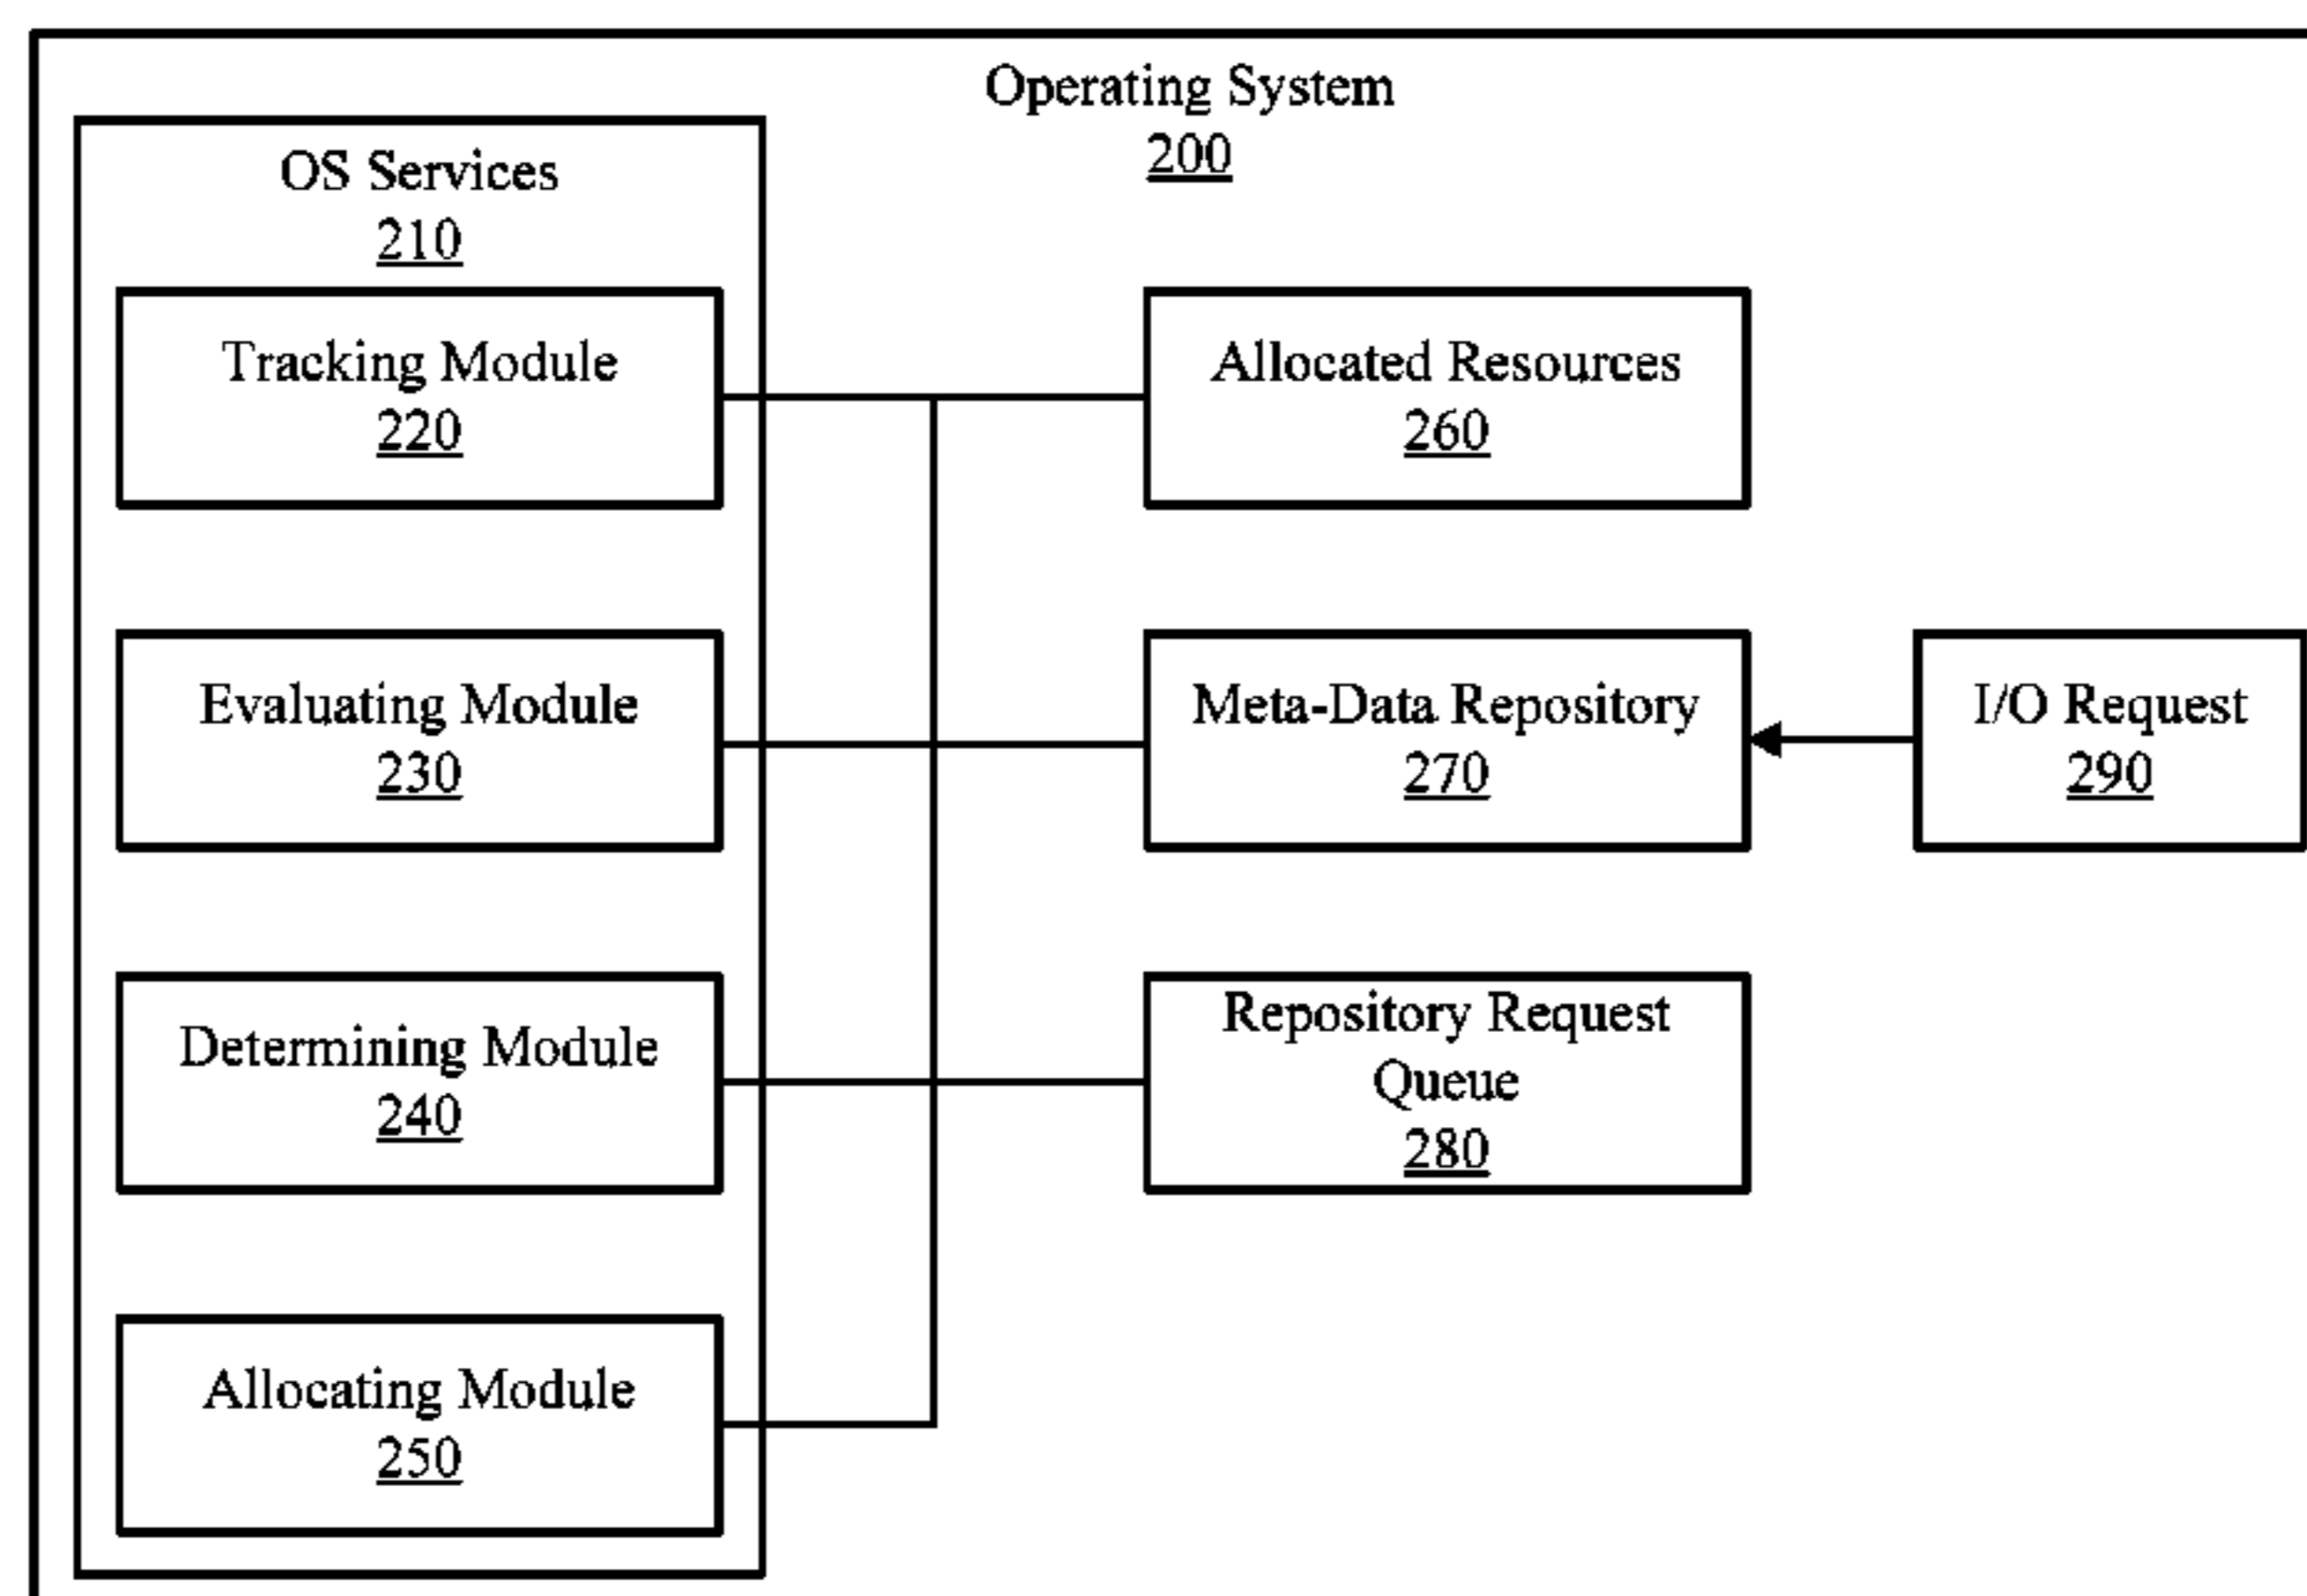 Operating System
200
OS Services
210
Tracking Module
220
Allocated Resources
260
Evaluating Module
230
Meta-Data Repository
270
I/O Request
290
Determining Module
240
Repository Request
Queue
280
Allocating Module
250